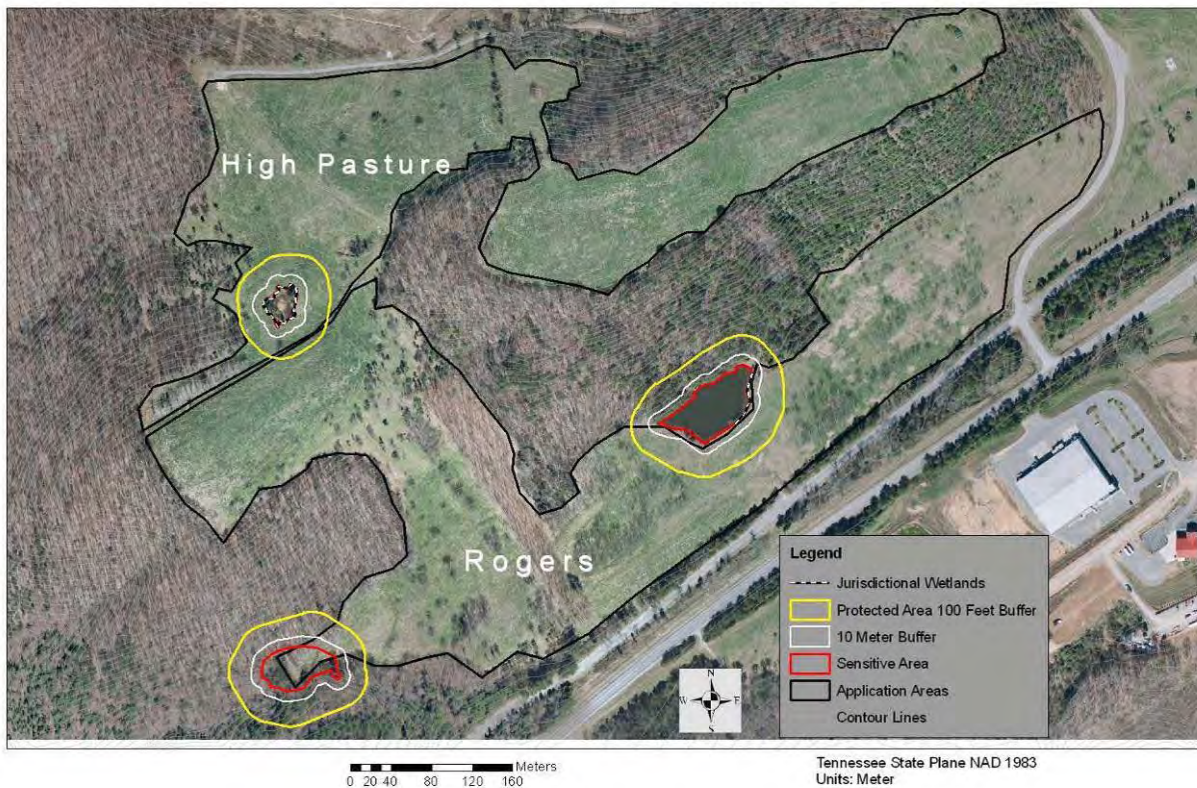 High Pasture
Rogers
Legend
Jurisdictional Wetlands
Protected Area 100 Feet Buffer
10 Meter Buffer
Sensitive Area
Application Areas
Contour Lines
N
W E
S
Meters
0 20 40 80 120 160
Tennessee State Plane NAD 1983
Units: Meter